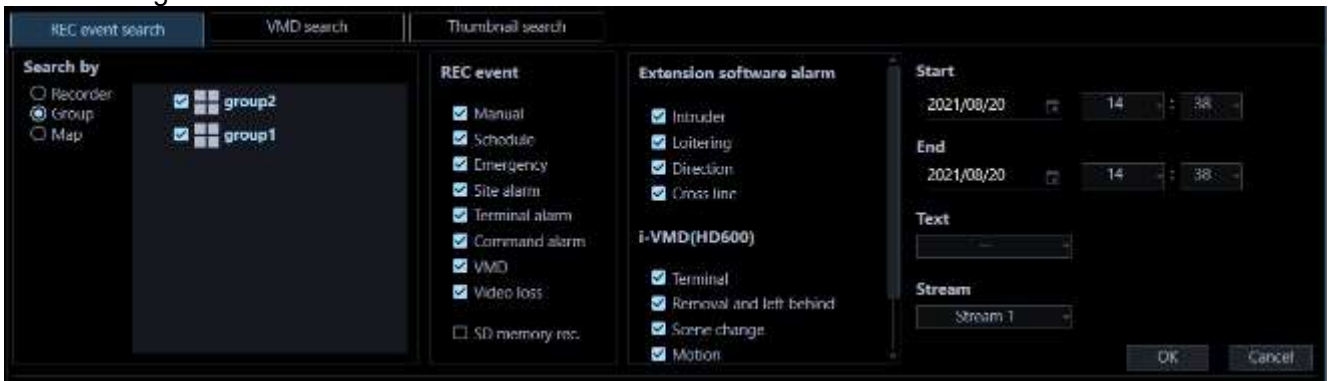 REC event search
VMD search
Thumbnail search
Search by
Recorder
Group
Map
group2
group1
REC event
Manual
Schedule
Emergency
Site alarm
Terminal alarm
Command alarm
VMD
Video loss
SD memory rec.
Extension software alarm
Intruder
Loitering
Direction
Cross line
i-VMD(HD600)
Terminal
Removal and left behind
Scene change
Motion
Start
2021/08/20 14 : 38
End
2021/08/20 14 : 38
Text
---
Stream
Stream 1
OK Cancel